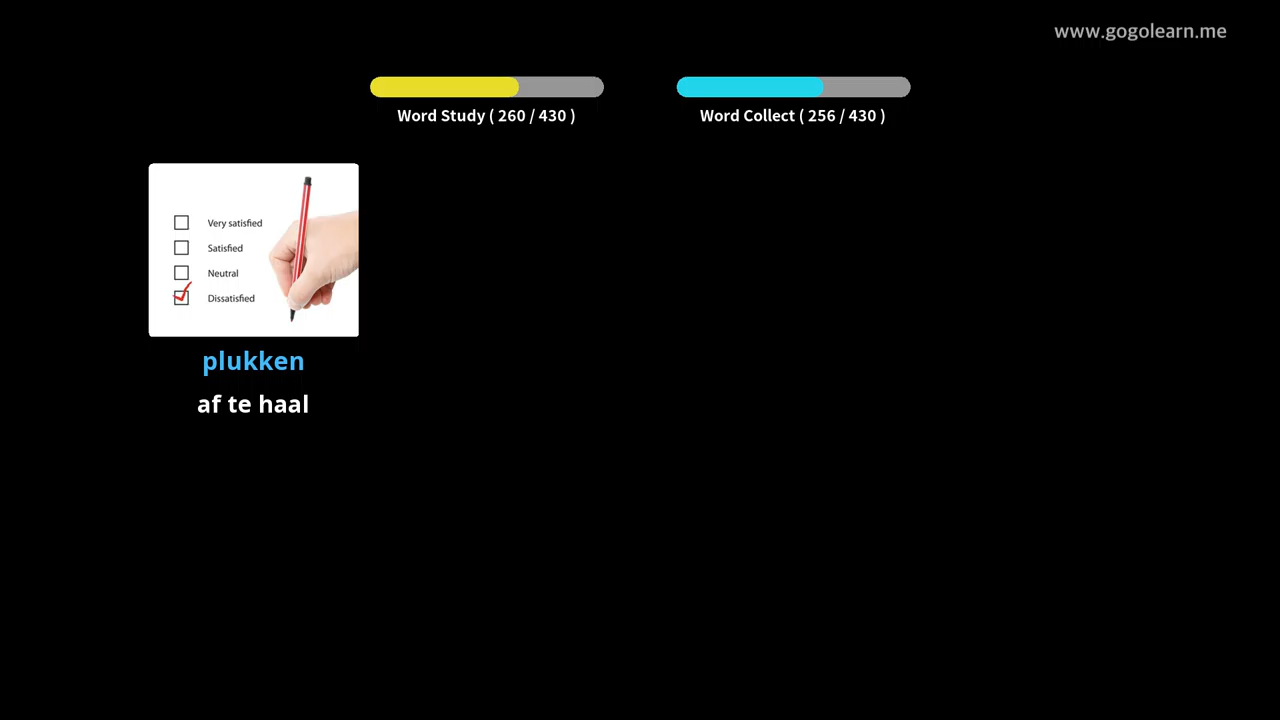 www.gogolearn.me
Word Study ( 260 / 430 )
Word Collect ( 256 / 430 )
Very satisfied
Satisfied
Neutral
Dissatisfied
plukken
af te haal